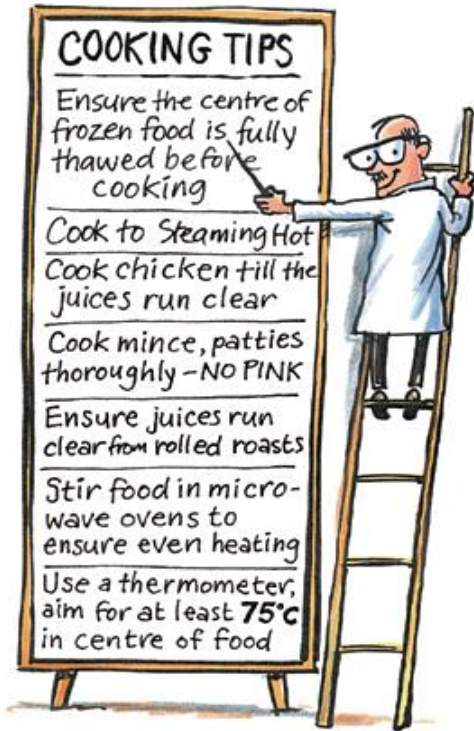 COOKING TIPS
Ensure the centre of
frozen food is fully
thawed before
cooking
Cook to Steaming Hot
Cook chicken till the
juices run clear
Cook mince, patties
thoroughly - NO PINK
Ensure juices run
clear from rolled roasts
Stir food in micro-
wave ovens to
ensure even heating
Use a thermometer,
aim for at least 75°C
in centre of food